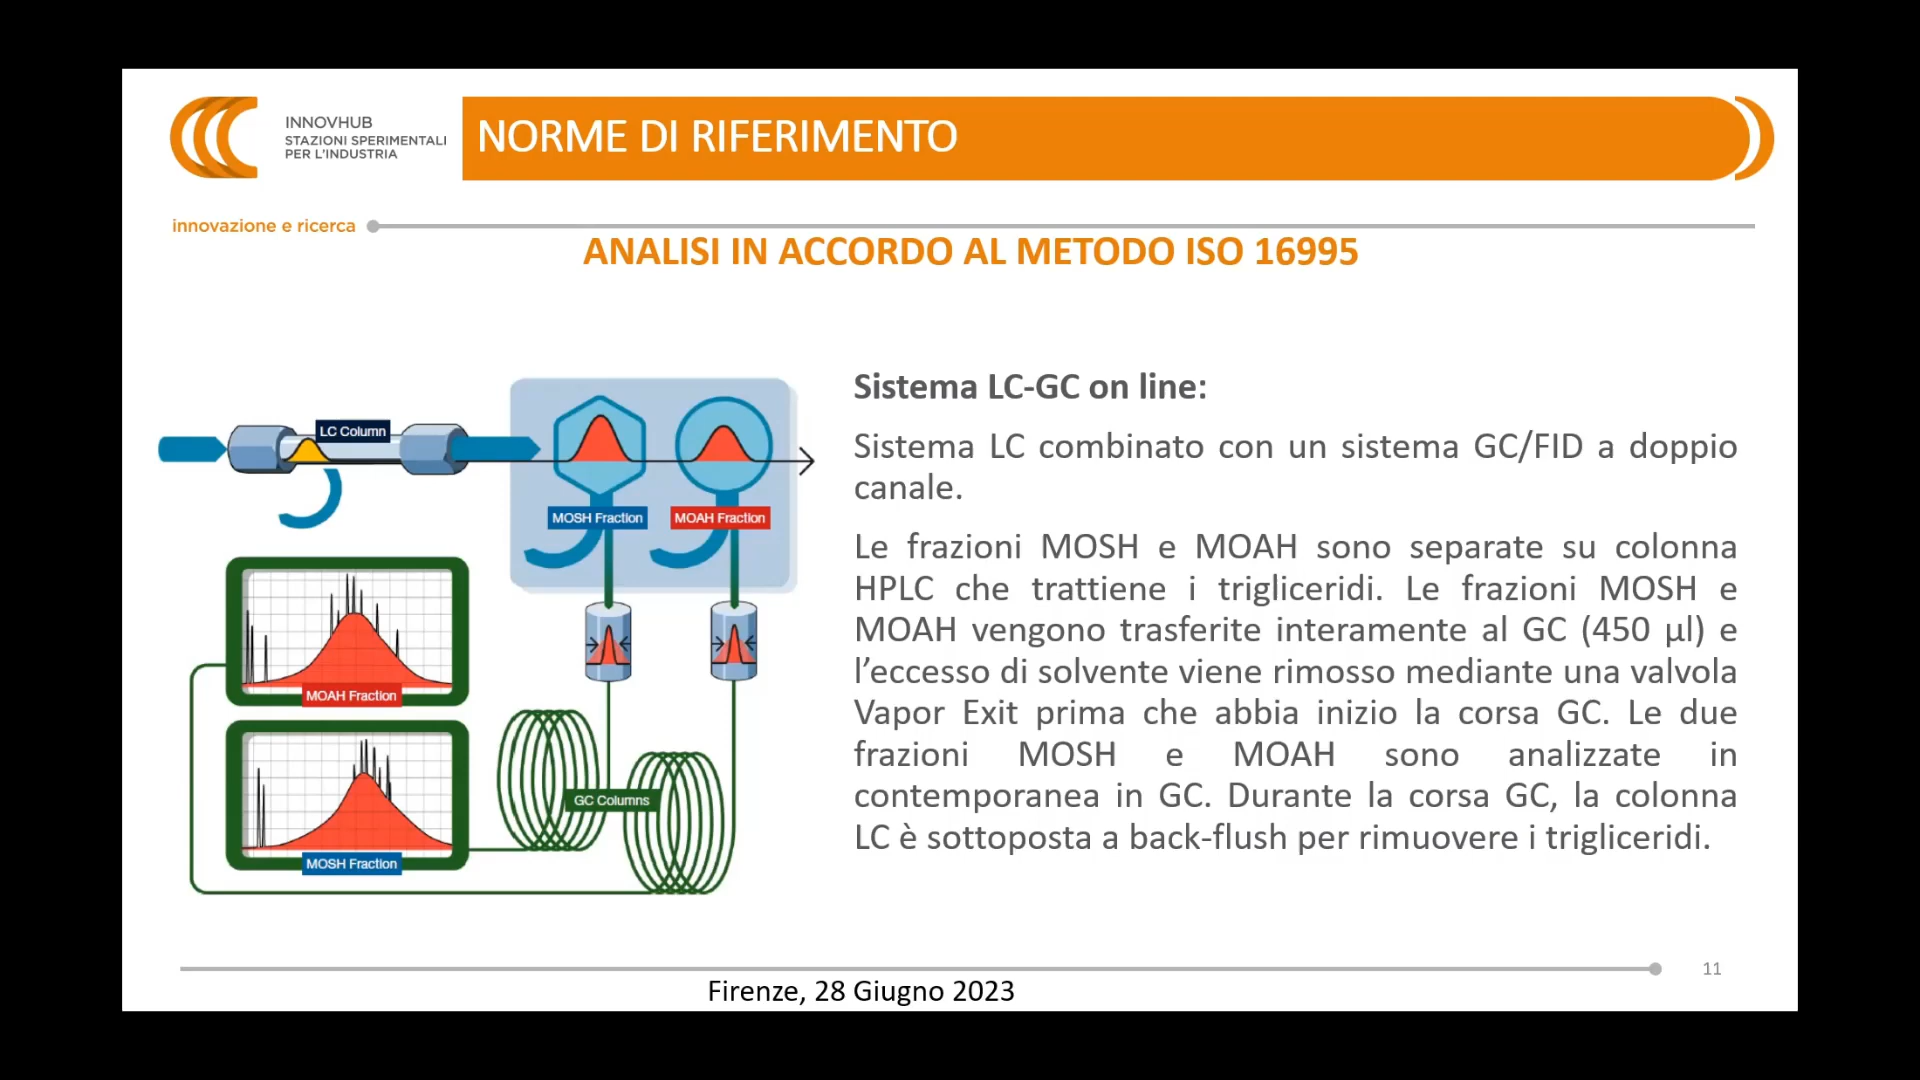 INNOVHUB
STAZIONI SPERIMENTALI
PER L'INDUSTRIA
NORME DI RIFERIMENTO
innovazione e ricerca
ANALISI IN ACCORDO AL METODO ISO 16995
LC Column
MOSH Fraction
MOAH Fraction
MOAH Fraction
GC Columns
MOSH Fraction
Sistema LC-GC on line:
Sistema LC combinato con un sistema GC/FID a doppio
canale.
Le frazioni MOSH e MOAH sono separate su colonna
HPLC che trattiene i trigliceridi. Le frazioni MOSH e
MOAH vengono trasferite interamente al GC (450 µl) e
l’eccesso di solvente viene rimosso mediante una valvola
Vapor Exit prima che abbia inizio la corsa GC. Le due
frazioni MOSH e MOAH sono analizzate in
contemporanea in GC. Durante la corsa GC, la colonna
LC è sottoposta a back-flush per rimuovere i trigliceridi.
11
Firenze, 28 Giugno 2023